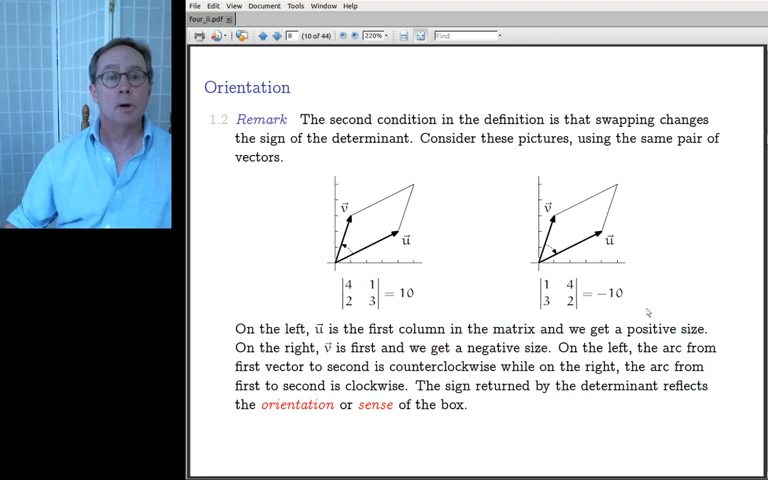 File Edit View Document Tools Window Help
four_ii.pdf
8 (10 of 44) 220% Find
Orientation
1.2 Remark The second condition in the definition is that swapping changes
the sign of the determinant. Consider these pictures, using the same pair of
vectors.
v⃗ v⃗
u⃗ u⃗
|4 1| |1 4|
|2 3| = 10 |3 2| = −10
On the left, u⃗ is the first column in the matrix and we get a positive size.
On the right, v⃗ is first and we get a negative size. On the left, the arc from
first vector to second is counterclockwise while on the right, the arc from
first to second is clockwise. The sign returned by the determinant reflects
the orientation or sense of the box.